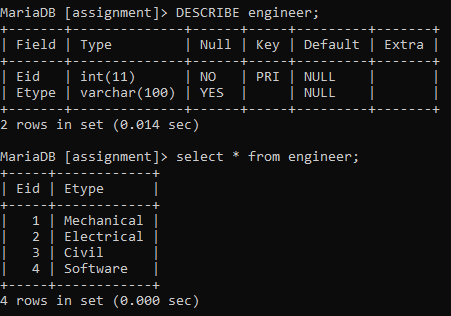 MariaDB [assignment]> DESCRIBE engineer;
+-------+--------------+------+-----+---------+-------+
| Field | Type         | Null | Key | Default | Extra |
+-------+--------------+------+-----+---------+-------+
| Eid   | int(11)      | NO   | PRI | NULL    |       |
| Etype | varchar(100) | YES  |     | NULL    |       |
+-------+--------------+------+-----+---------+-------+
2 rows in set (0.014 sec)
MariaDB [assignment]> select * from engineer;
+-----+------------+
| Eid | Etype      |
+-----+------------+
|   1 | Mechanical |
|   2 | Electrical |
|   3 | Civil      |
|   4 | Software   |
+-----+------------+
4 rows in set (0.000 sec)